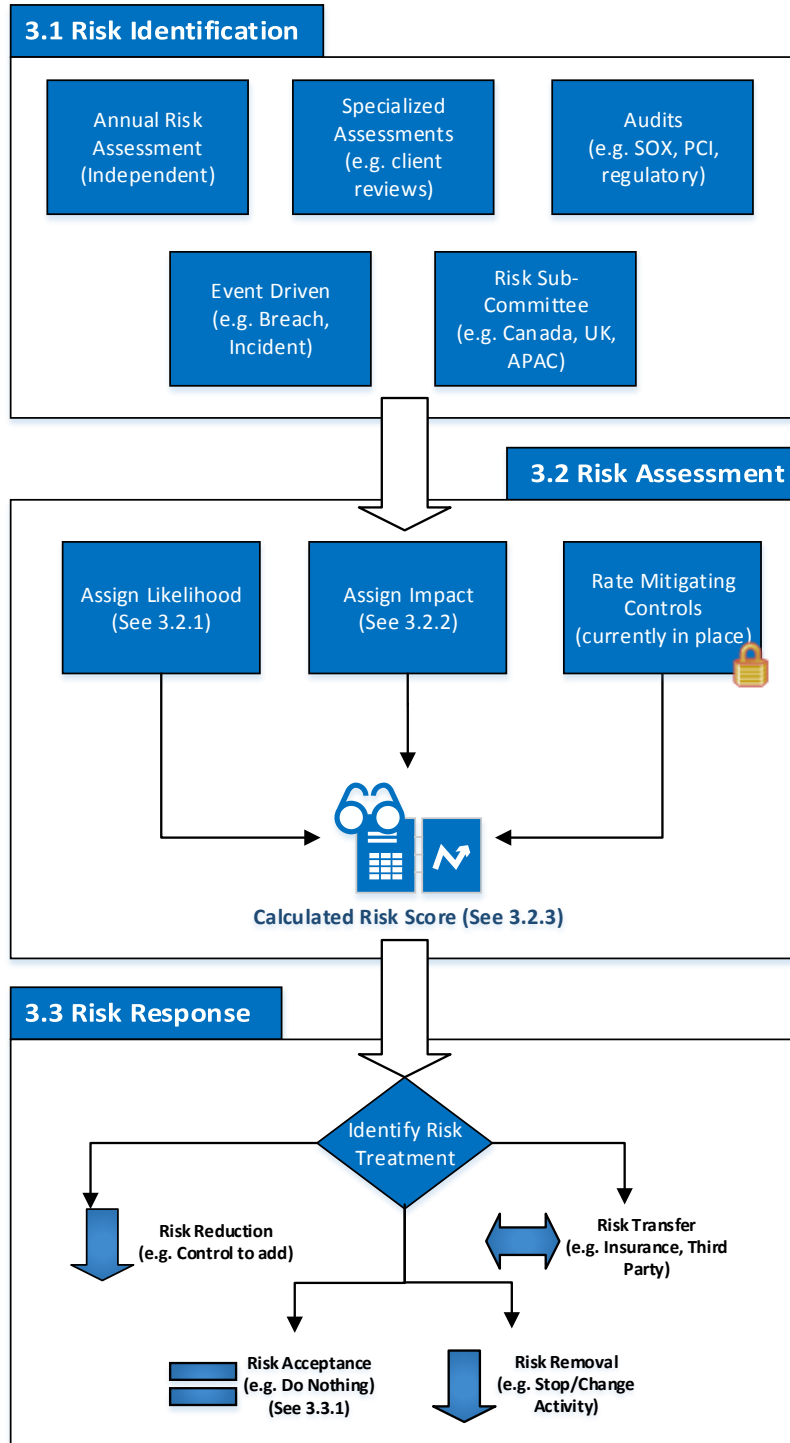 3.1 Risk Identification
Annual Risk
Assessment
(Independent)
Specialized
Assessments
(e.g. client
reviews)
Audits
(e.g. SOX, PCI,
regulatory)
Event Driven
(e.g. Breach,
Incident)
Risk Sub-
Committee
(e.g. Canada, UK,
APAC)
3.2 Risk Assessment
Assign Likelihood
(See 3.2.1)
Assign Impact
(See 3.2.2)
Rate Mitigating
Controls
(currently in place)
Calculated Risk Score (See 3.2.3)
3.3 Risk Response
Identify Risk
Treatment
Risk Reduction
(e.g. Control to add)
Risk Transfer
(e.g. Insurance, Third
Party)
Risk Acceptance
(e.g. Do Nothing)
(See 3.3.1)
Risk Removal
(e.g. Stop/Change
Activity)